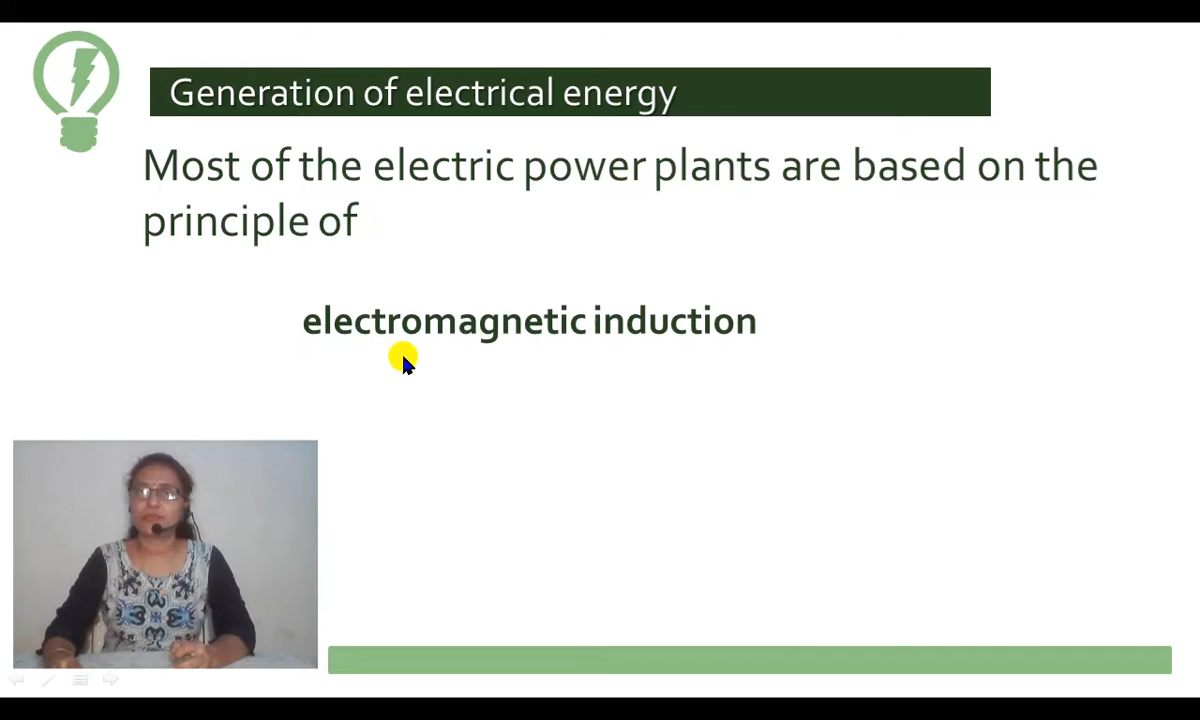 Generation of electrical energy
Most of the electric power plants are based on the
principle of
electromagnetic induction